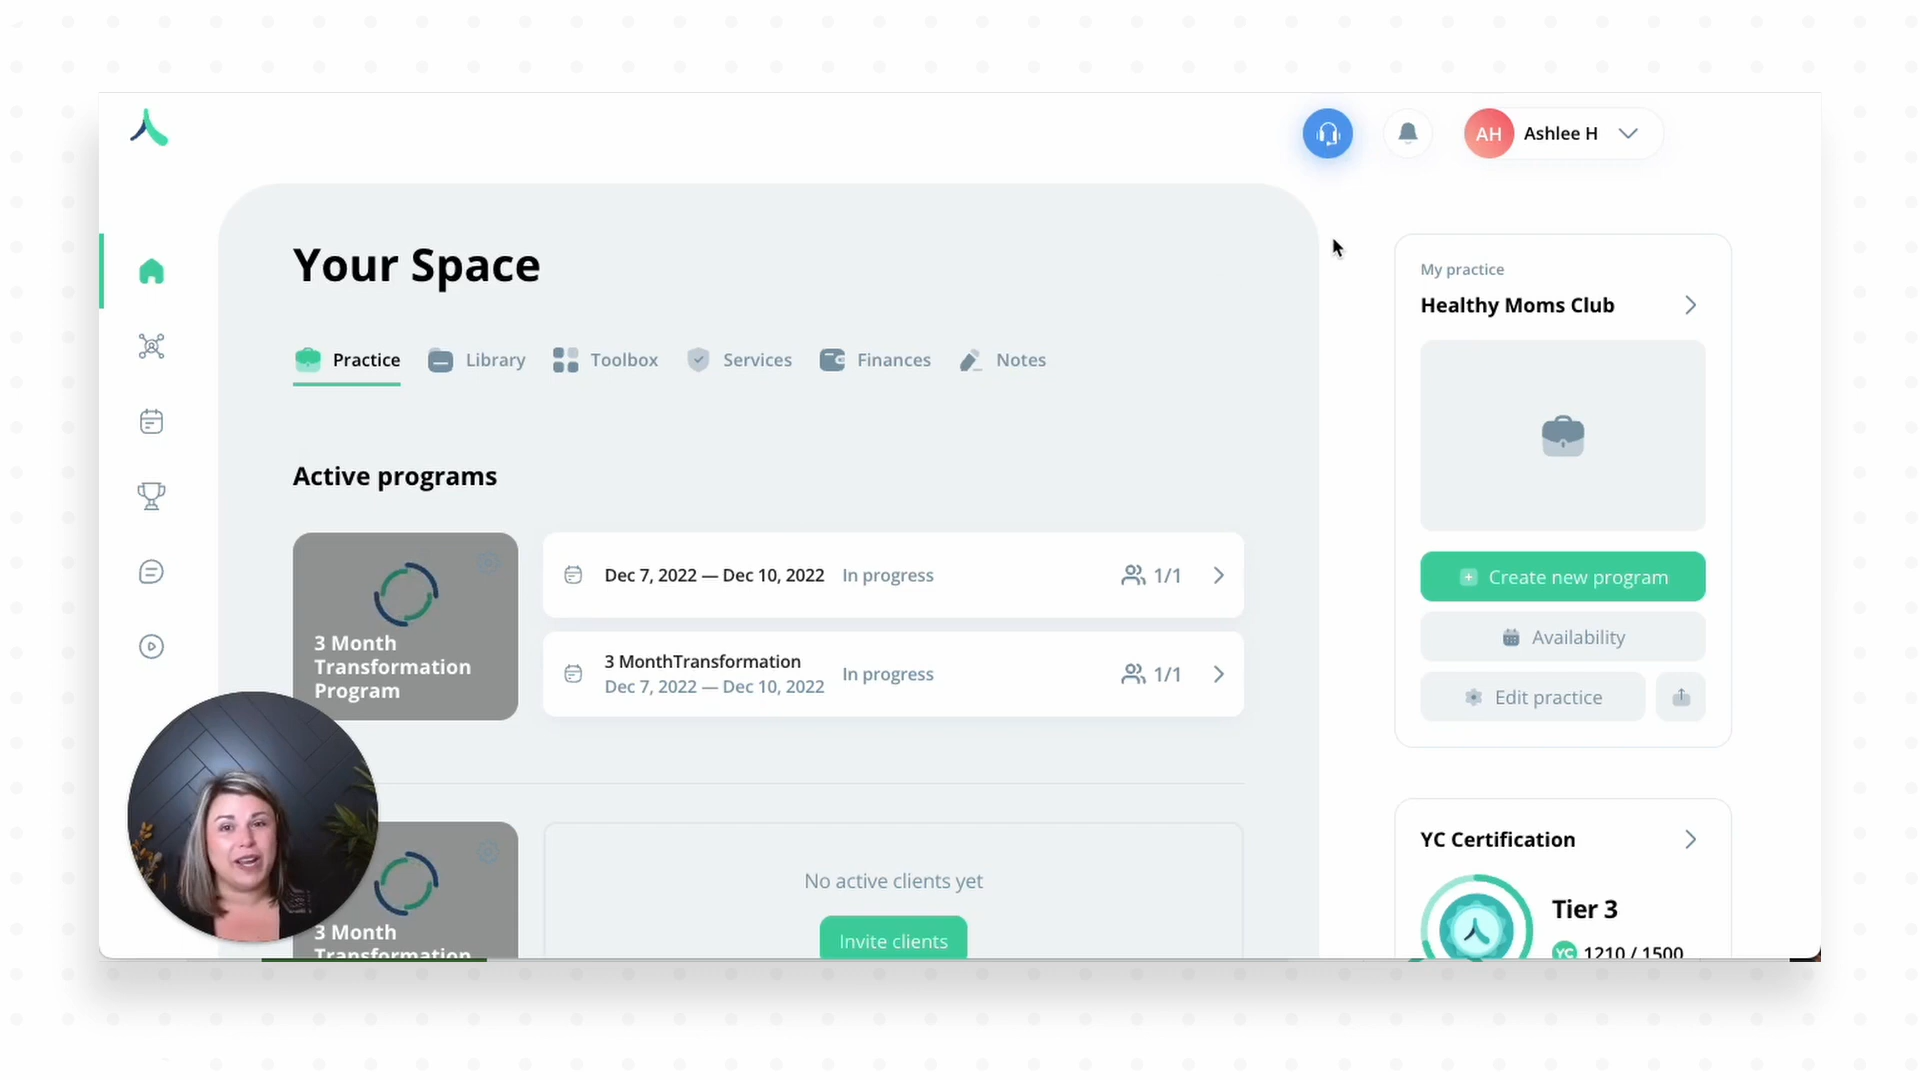 AH
Ashlee H
Your Space
Practice
Library
Toolbox
Services
Finances
Notes
Active programs
3 Month
Transformation
Program
Dec 7, 2022 — Dec 10, 2022
In progress
1/1
3 MonthTransformation
Dec 7, 2022 — Dec 10, 2022
In progress
1/1
3 Month
Transformation
No active clients yet
Invite clients
My practice
Healthy Moms Club
Create new program
Availability
Edit practice
YC Certification
Tier 3
YC 1210 / 1500